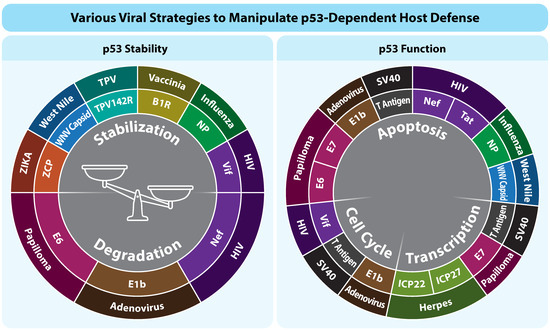 Various Viral Strategies to Manipulate p53-Dependent Host Defense
p53 Stability
TPV
Vaccinia
Influenza
HIV
HIV
Adenovirus
Papilloma
ZIKA
West Nile
TPV142R
B1R
NP
Vif
Nef
E1b
E6
ZCP
WNV Capsid
Stabilization
Degradation
p53 Function
SV40
HIV
Influenza
West Nile
SV40
Papilloma
Herpes
Adenovirus
SV40
HIV
Papilloma
Adenovirus
T Antigen
Nef
Tat
NP
WNV Capsid
T Antigen
E7
ICP27
ICP22
E1b
T Antigen
Vif
E6
E7
E1b
Apoptosis
Cell Cycle
Transcription